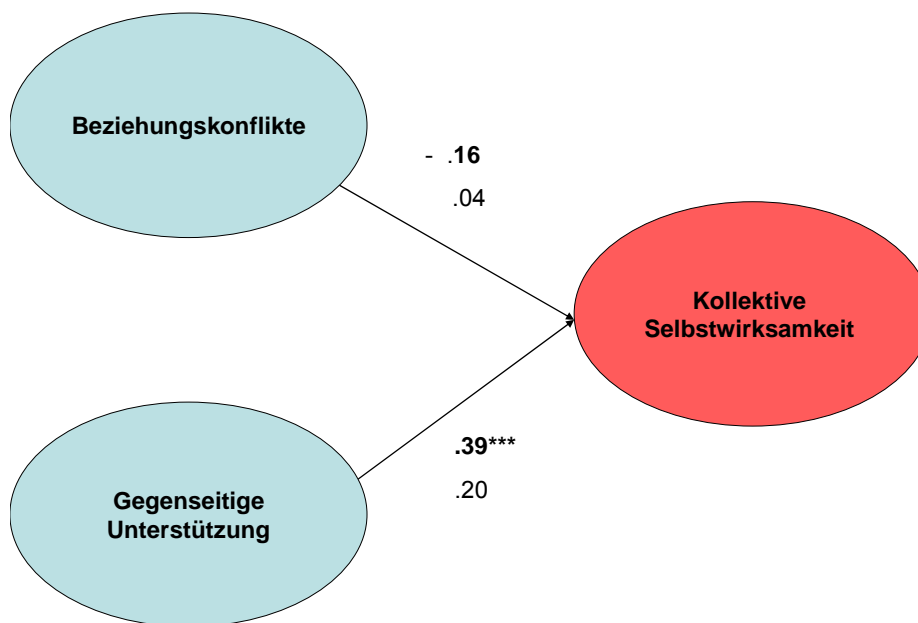 Beziehungskonflikte
- .16
.04
Kollektive
Selbstwirksamkeit
.39***
.20
Gegenseitige
Unterstützung